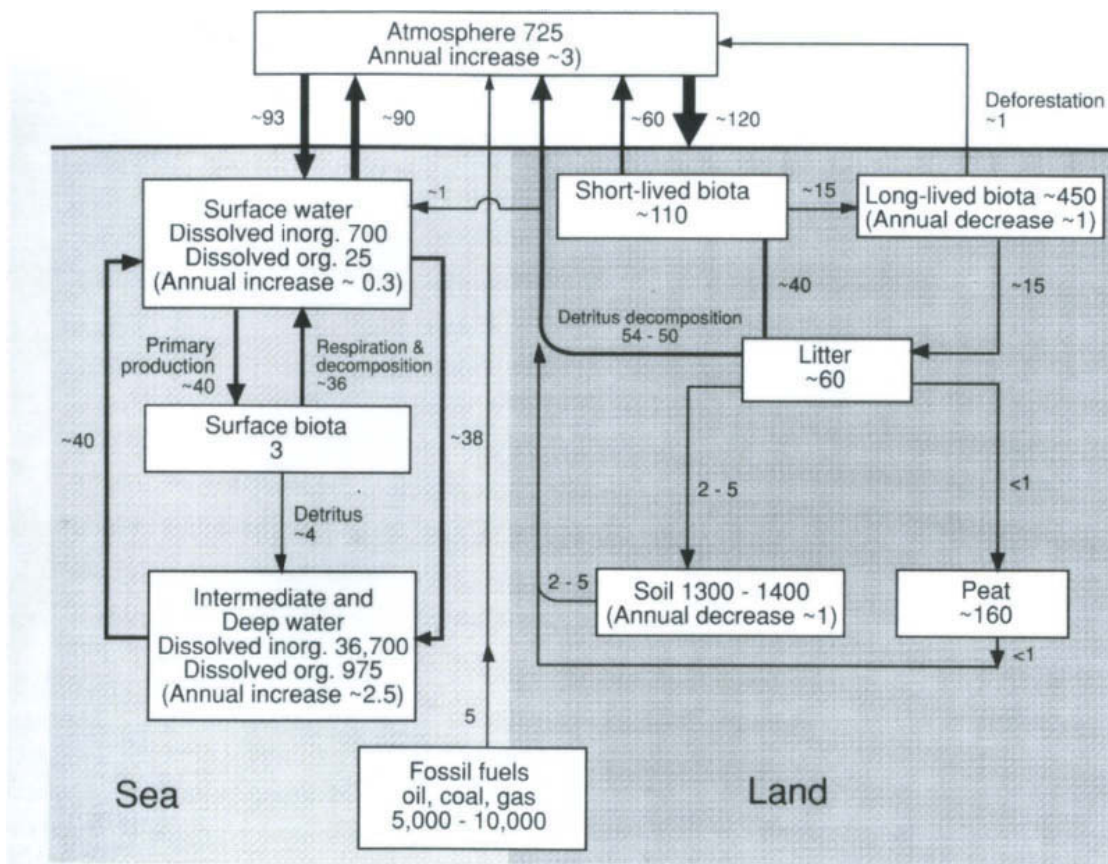 Atmosphere 725
Annual increase ~3)
~93
~90
~60
~120
Deforestation
~1
Surface water
Dissolved inorg. 700
Dissolved org. 25
(Annual increase ~ 0.3)
~1
Short-lived biota
~110
~15
Long-lived biota ~450
(Annual decrease ~1)
~40
~15
Primary
production
~40
Respiration &
decomposition
~36
Detritus decomposition
54 - 50
Litter
~60
Surface biota
3
~40
~38
Detritus
~4
2 - 5
<1
Intermediate and
Deep water
Dissolved inorg. 36,700
Dissolved org. 975
(Annual increase ~2.5)
2 - 5
Soil 1300 - 1400
(Annual decrease ~1)
Peat
~160
<1
5
Fossil fuels
oil, coal, gas
5,000 - 10,000
Sea
Land